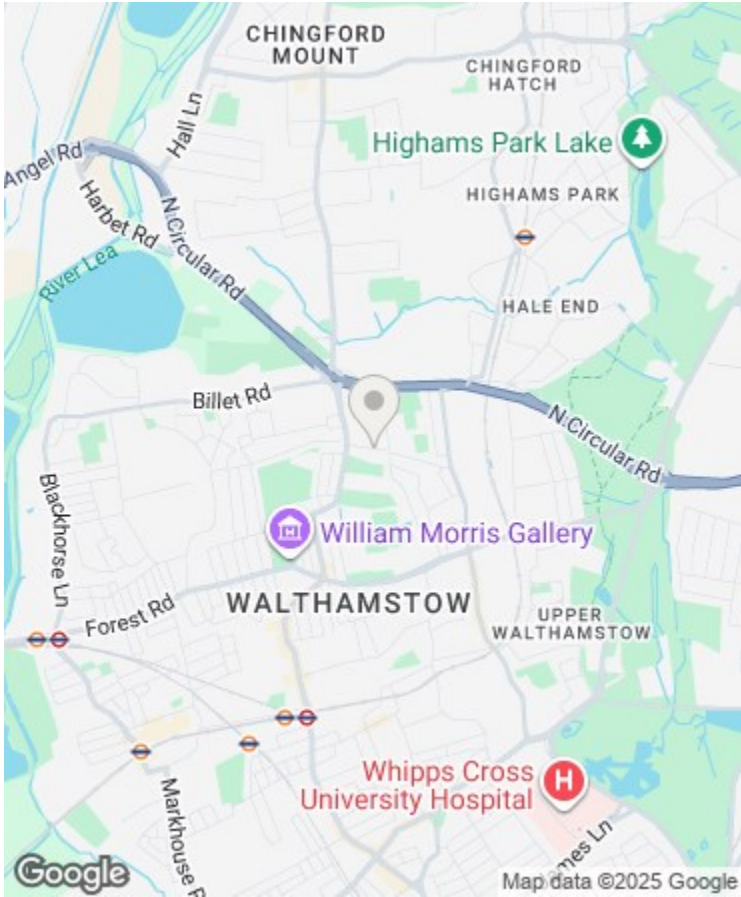 CHINGFORD
MOUNT
CHINGFORD
HATCH
Hall Ln
Highams Park Lake
Angel Rd
HIGHAMS PARK
Harbet Rd
N Circular Rd
River Lea
HALE END
Billet Rd
N Circular Rd
Blackhorse Ln
William Morris Gallery
Forest Rd
WALTHAMSTOW
UPPER
WALTHAMSTOW
Whipps Cross
University Hospital
H
Markhouse R
ames Ln
Google
Map data ©2025 Google